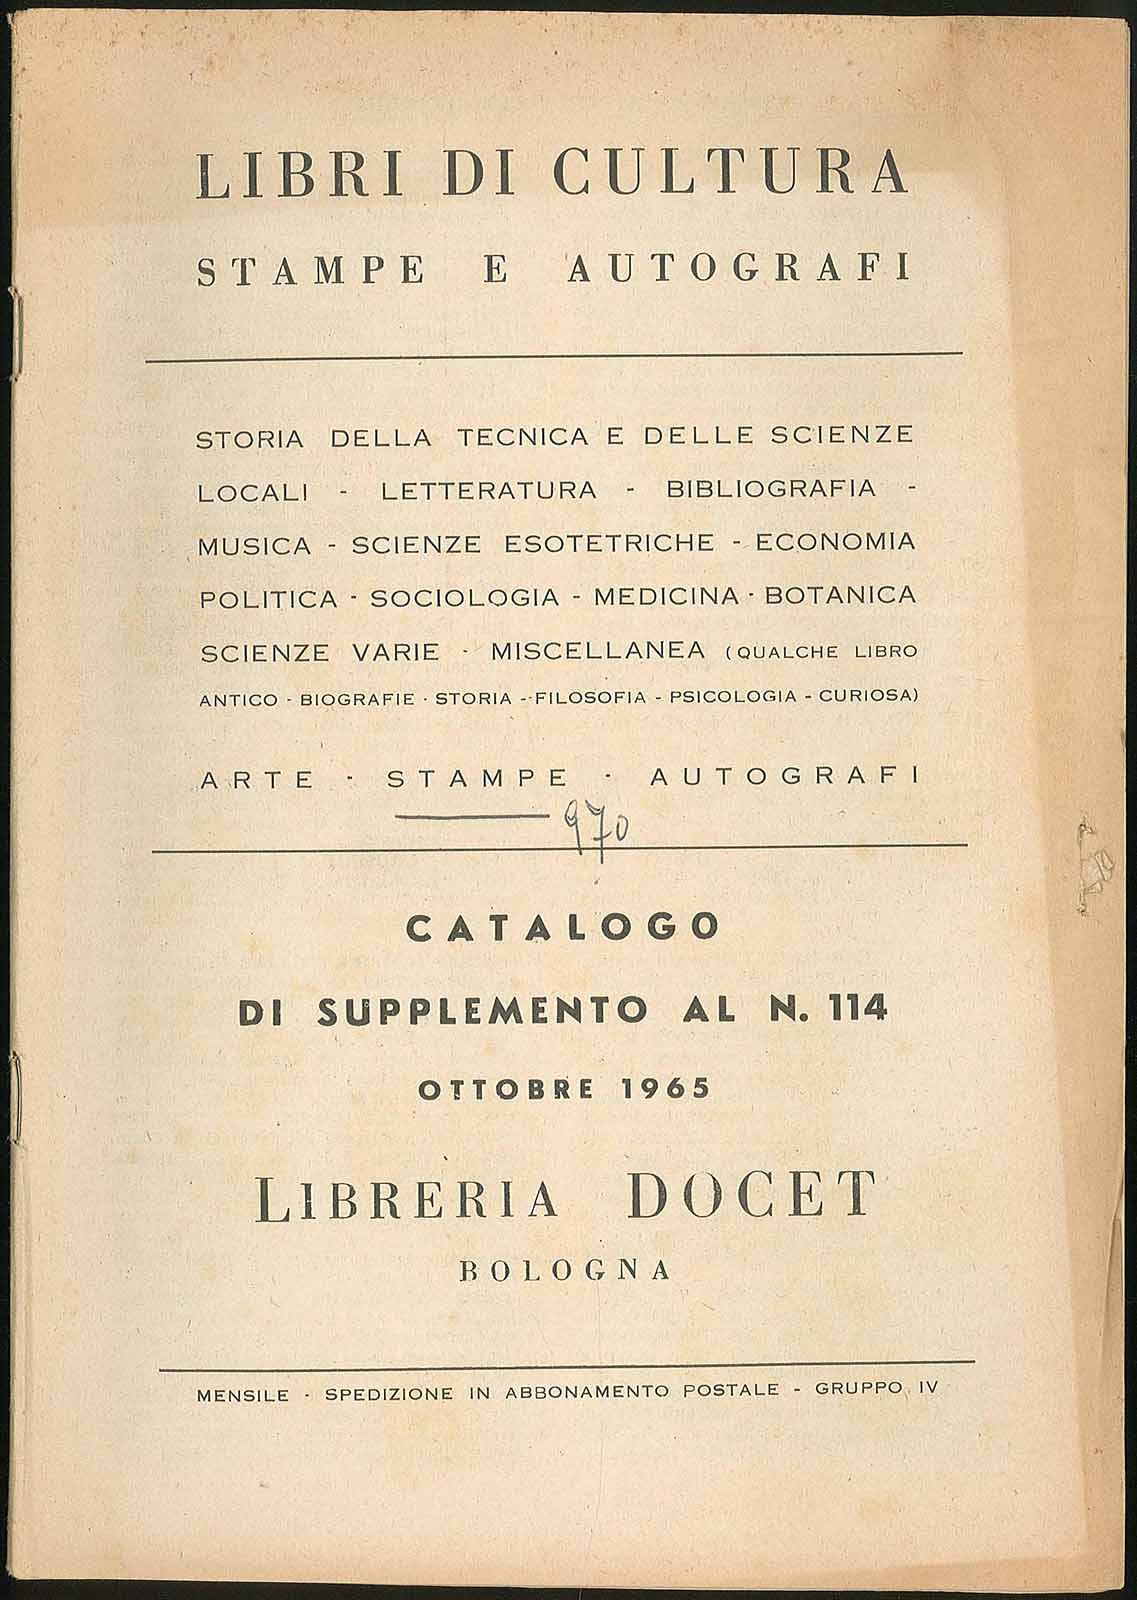 LIBRI DI CULTURA
STAMPE E AUTOGRAFI
STORIA DELLA TECNICA E DELLE SCIENZE
LOCALI - LETTERATURA - BIBLIOGRAFIA -
MUSICA - SCIENZE ESOTETRICHE - ECONOMIA
POLITICA - SOCIOLOGIA - MEDICINA - BOTANICA
SCIENZE VARIE - MISCELLANEA (QUALCHE LIBRO
ANTICO - BIOGRAFIE - STORIA - FILOSOFIA - PSICOLOGIA - CURIOSA)
ARTE - STAMPE - AUTOGRAFI
970
CATALOGO
DI SUPPLEMENTO AL N. 114
OTTOBRE 1965
LIBRERIA DOCET
BOLOGNA
MENSILE - SPEDIZIONE IN ABBONAMENTO POSTALE - GRUPPO IV